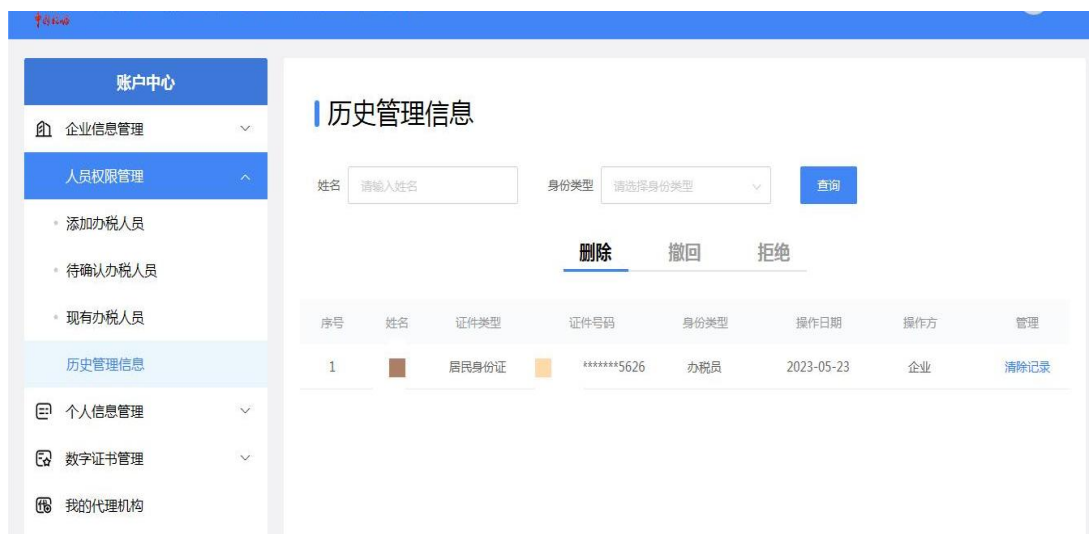 中国税务
账户中心
企业信息管理
人员权限管理
添加办税人员
待确认办税人员
现有办税人员
历史管理信息
个人信息管理
数字证书管理
我的代理机构
历史管理信息
姓名 请输入姓名 身份类型 请选择身份类型 查询
删除 撤回 拒绝
序号 姓名 证件类型 证件号码 身份类型 操作日期 操作方 管理
1 居民身份证 *******5626 办税员 2023-05-23 企业 清除记录